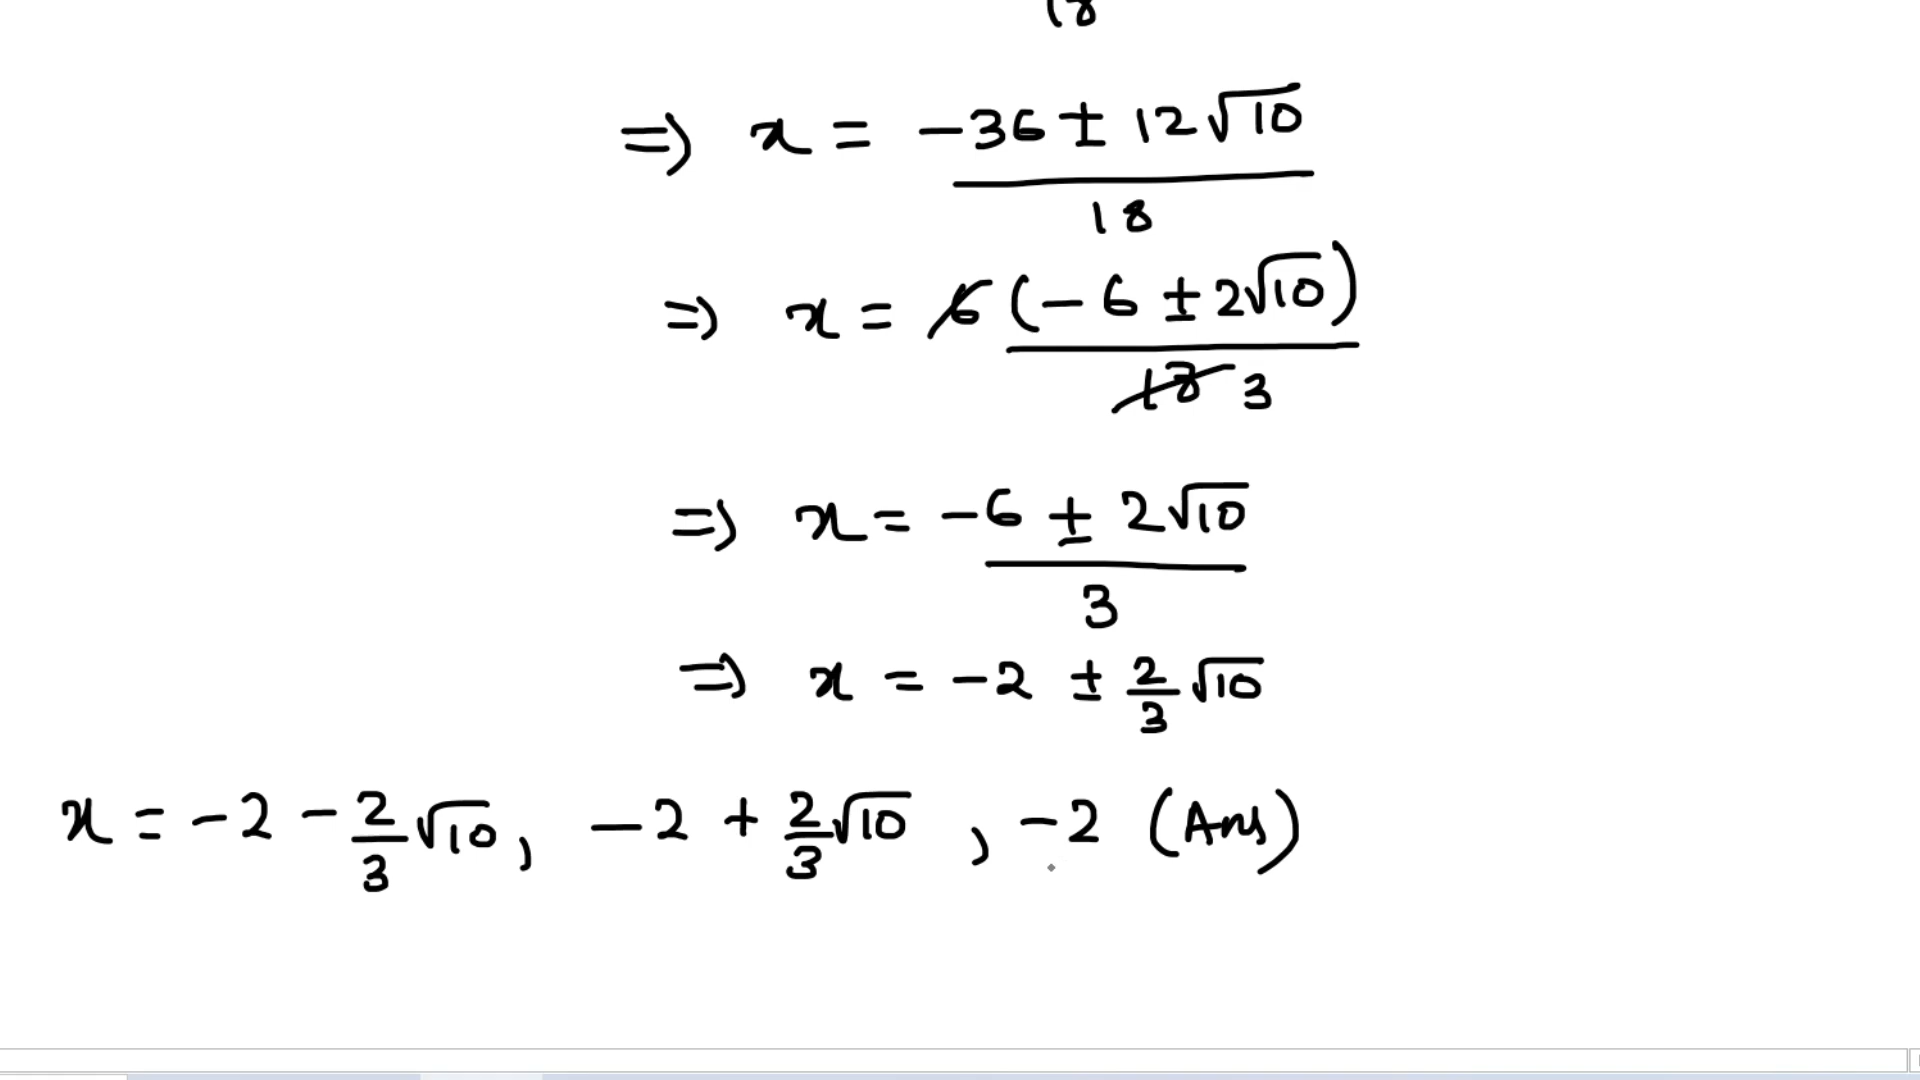 18
⇒ x = -36 ± 12√10
18
⇒ x = 6(-6 ± 2√10)
18 3
⇒ x = -6 ± 2√10
3
⇒ x = -2 ± 2/3 √10
x = -2 - 2/3 √10, -2 + 2/3 √10, -2 (Ans)